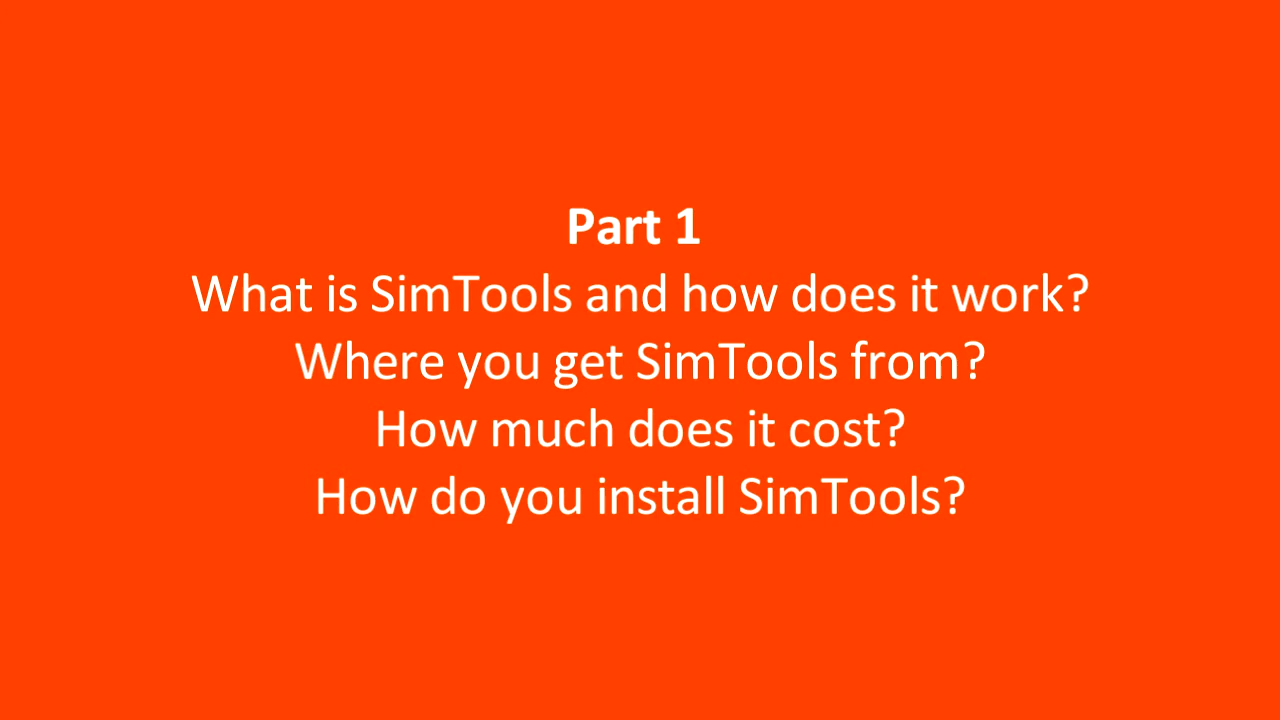 Part 1
What is SimTools and how does it work?
Where you get SimTools from?
How much does it cost?
How do you install SimTools?